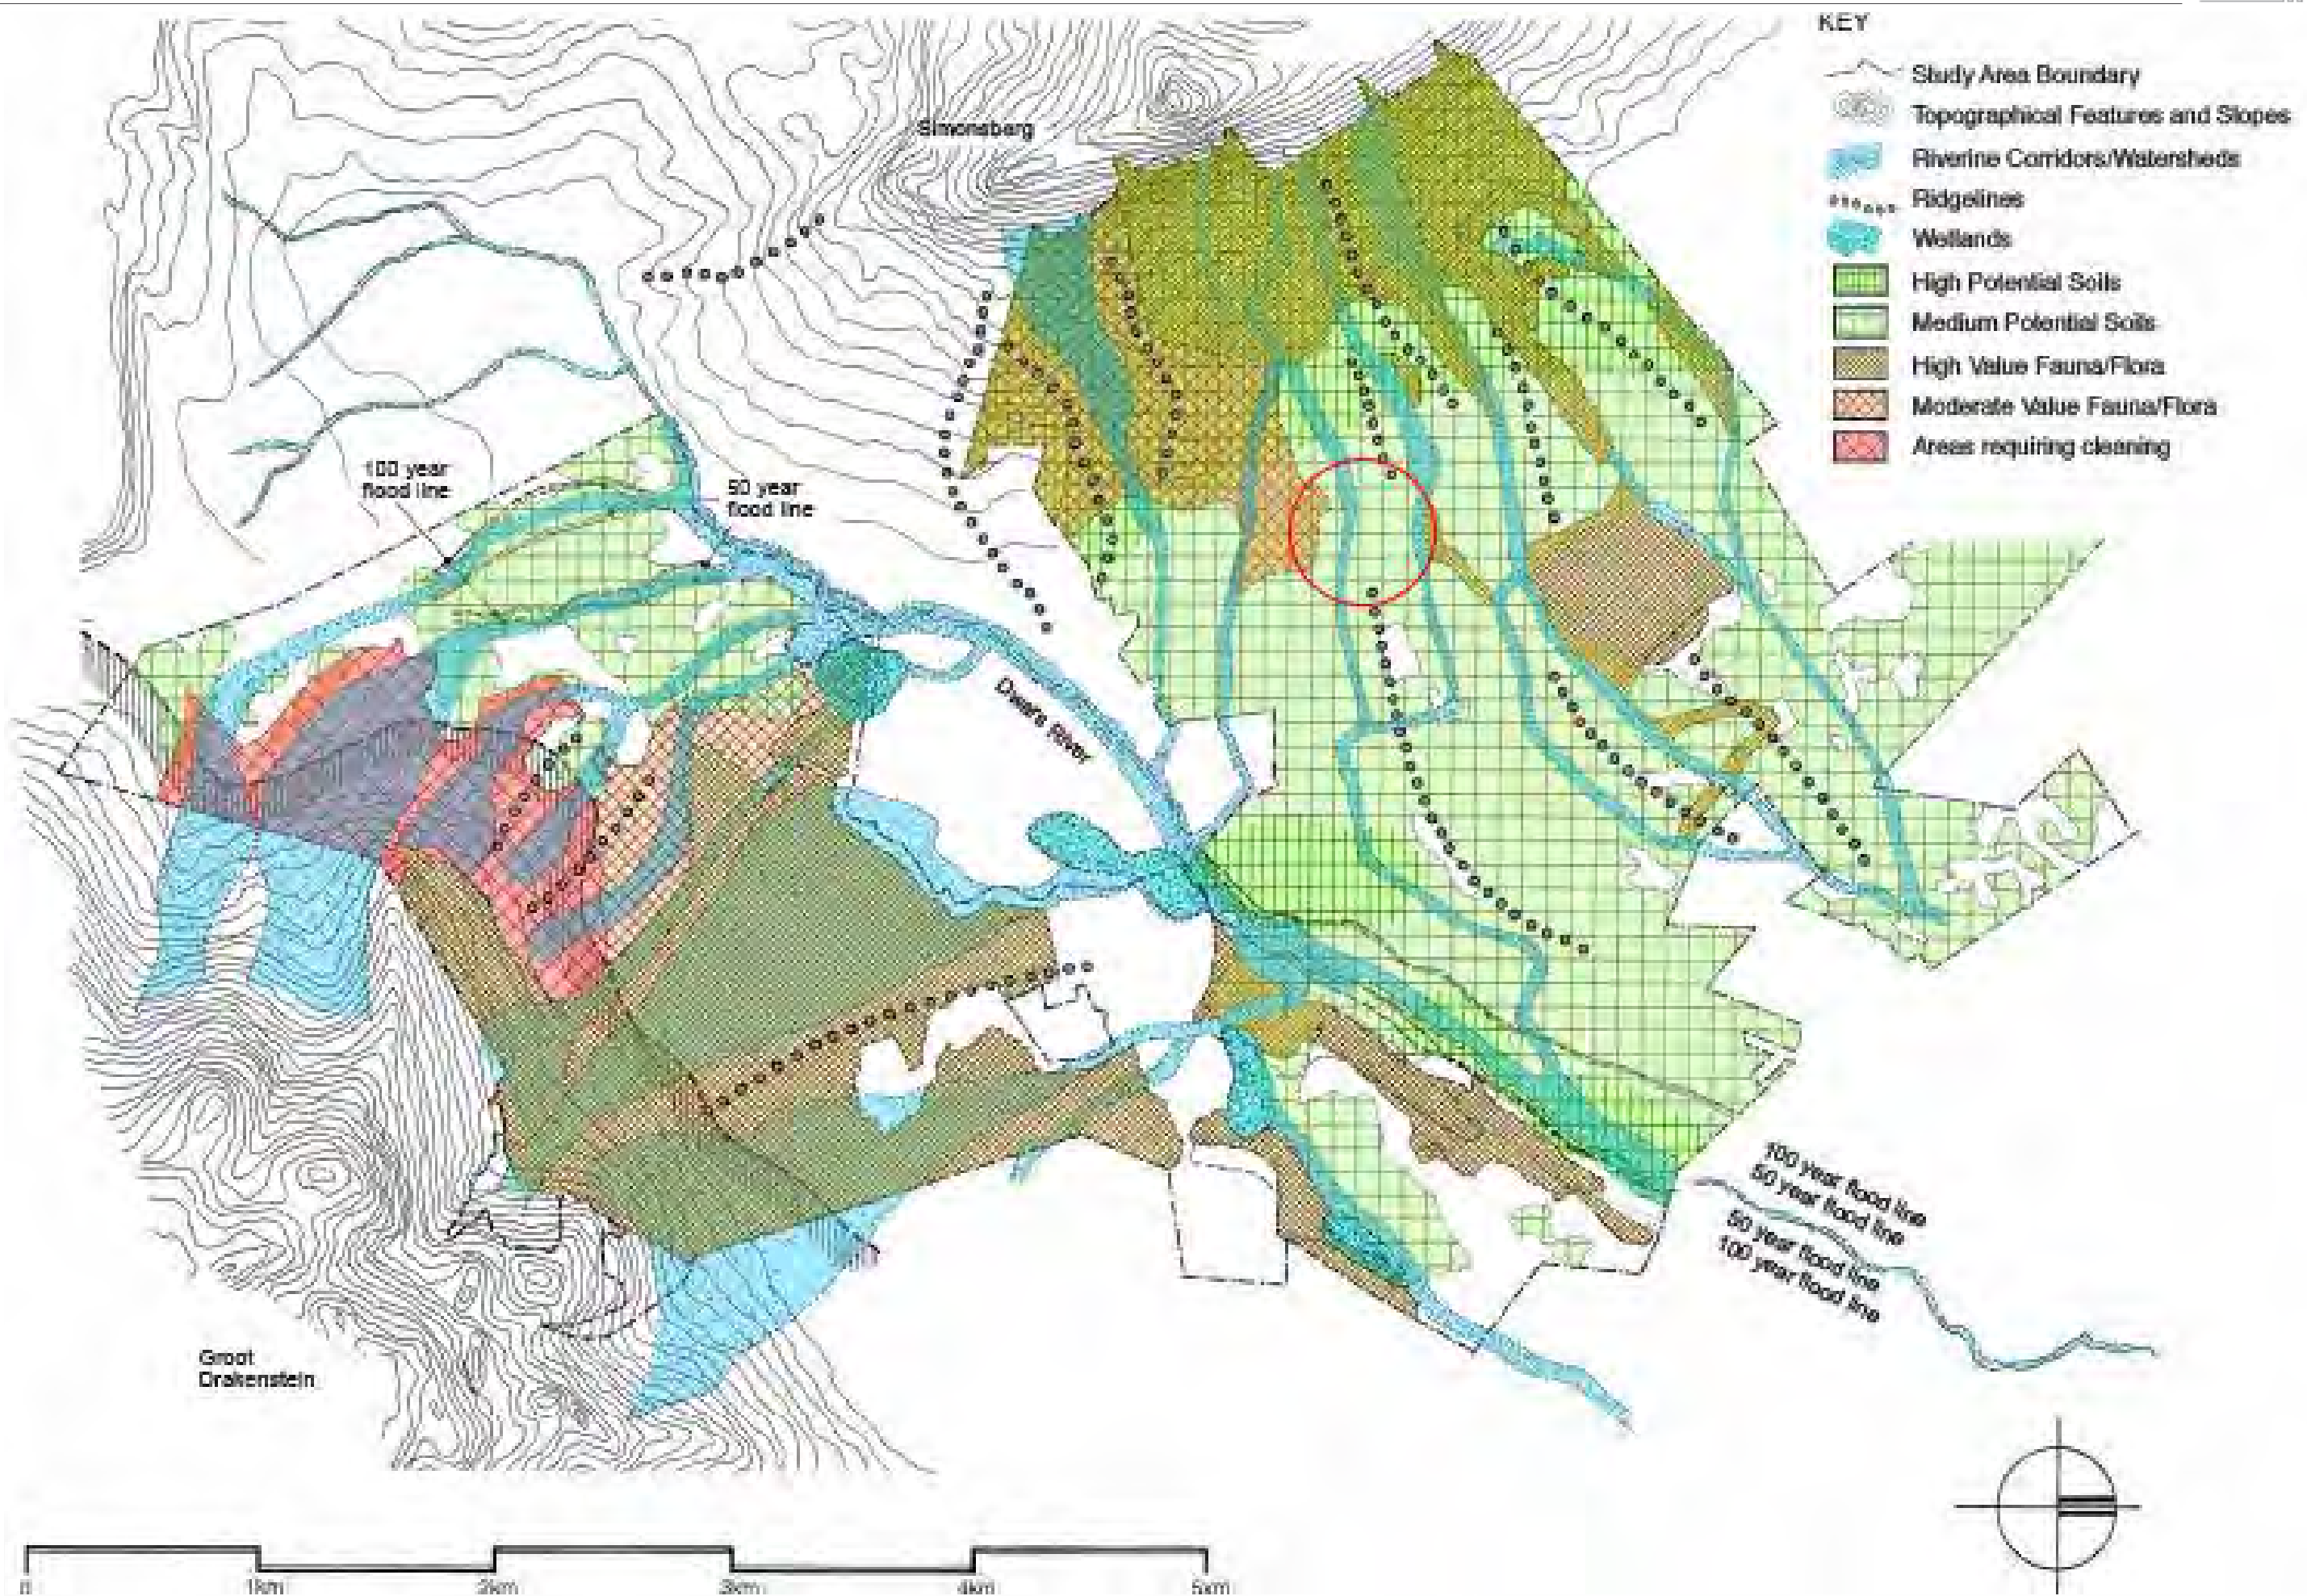 KEY
Study Area Boundary
Topographical Features and Slopes
Riverine Corridors/Watersheds
Ridgelines
Wetlands
High Potential Soils
Medium Potential Soils
High Value Fauna/Flora
Moderate Value Fauna/Flora
Areas requiring cleaning
Simonsberg
100 year
flood line
50 year
flood line
Dwars River
100 year flood line
50 year flood line
50 year flood line
100 year flood line
Groot
Drakenstein
0 1km 2km 3km 4km 5km